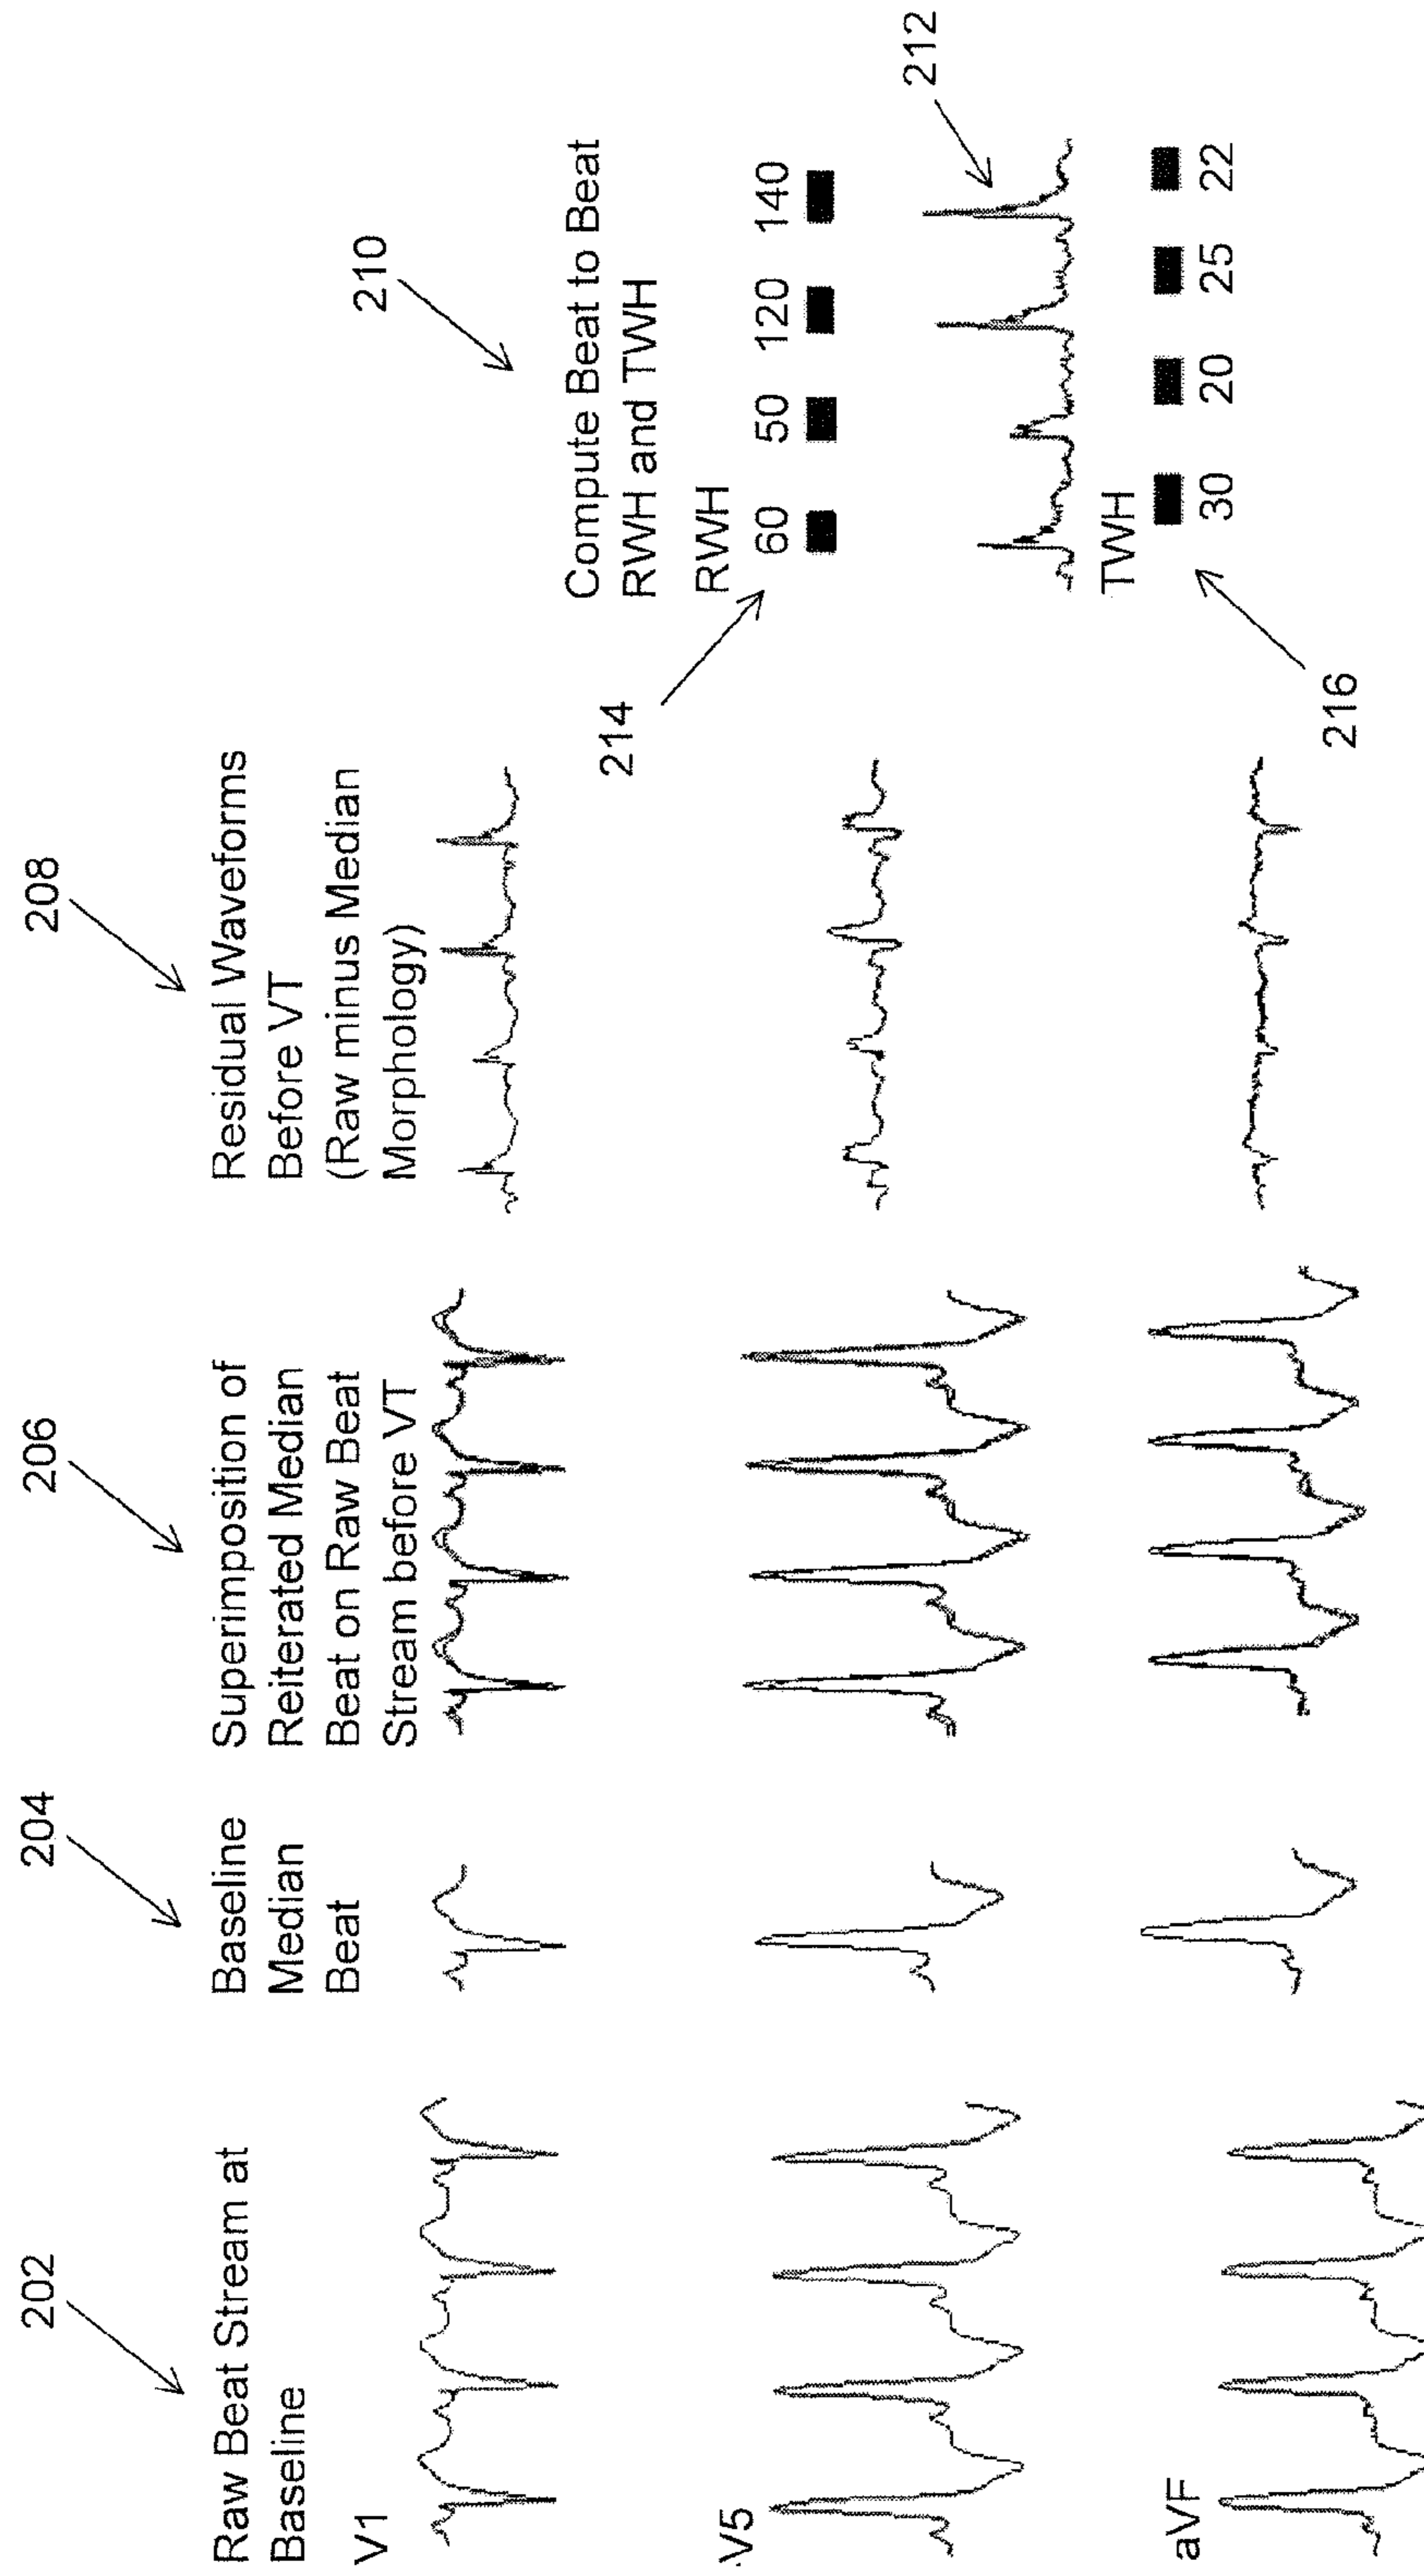 202
Raw Beat Stream at
Baseline
V1
V5
aVF
204
Baseline
Median
Beat
206
Superimposition of
Reiterated Median
Beat on Raw Beat
Stream before VT
208
Residual Waveforms
Before VT
(Raw minus Median
Morphology)
210
Compute Beat to Beat
RWH and TWH
RWH
214
60 50 120 140
212
TWH
216
30 20 25 22